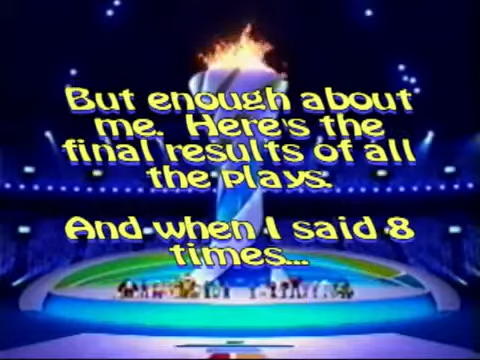 But enough about
me. Here's the
final results of all
the plays.
And when I said 8
times...